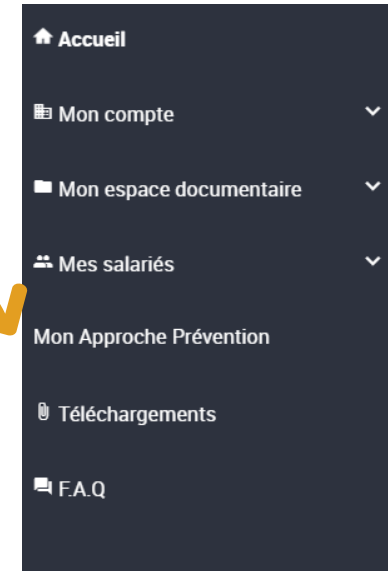 Accueil
Mon compte
Mon espace documentaire
Mes salariés
Mon Approche Prévention
Téléchargements
F.A.Q